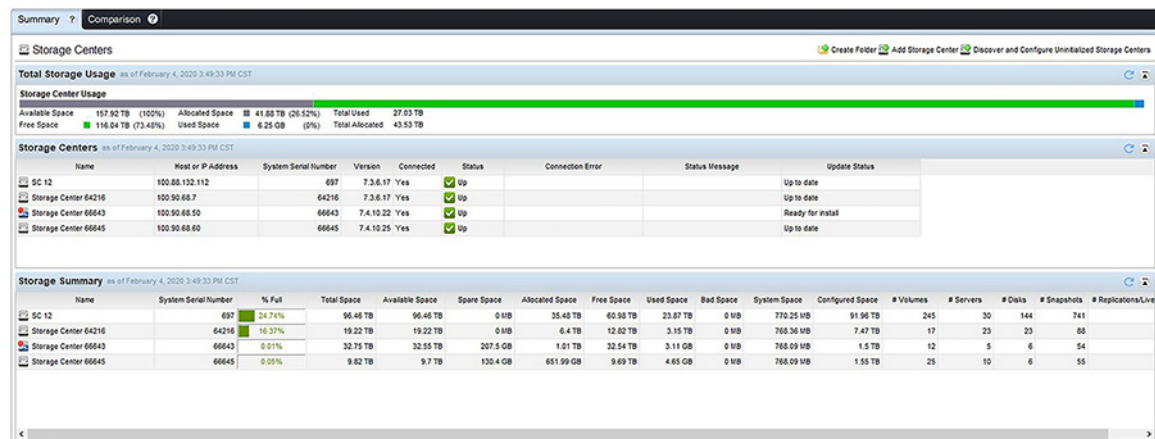 Summary ? Comparison ?
Storage Centers Create Folder Add Storage Center Discover and Configure Uninitialized Storage Centers
Total Storage Usage as of February 4, 2020 3:49:33 PM CST
Storage Center Usage
Available Space 157.92 TB (100%) Allocated Space 41.88 TB (26.52%) Total Used 27.03 TB
Free Space 116.04 TB (73.48%) Used Space 6.25 GB (0%) Total Allocated 43.53 TB
Storage Centers as of February 4, 2020 3:49:33 PM CST
Name Host or IP Address System Serial Number Version Connected Status Connection Error Status Message Update Status
SC 12 100.88.132.112 697 7.3.6.17 Yes Up Up to date
Storage Center 64216 100.90.68.7 64216 7.3.6.17 Yes Up Up to date
Storage Center 66643 100.90.68.50 66643 7.4.10.22 Yes Up Ready for install
Storage Center 66645 100.90.68.60 66645 7.4.10.25 Yes Up Up to date
Storage Summary as of February 4, 2020 3:49:33 PM CST
Name System Serial Number % Full Total Space Available Space Spare Space Allocated Space Free Space Used Space Bad Space System Space Configured Space # Volumes # Servers # Disks # Snapshots # Replications/Live
SC 12 697 24.74% 96.46 TB 96.46 TB 0 MB 35.48 TB 60.98 TB 23.87 TB 0 MB 770.25 MB 91.96 TB 245 30 144 741
Storage Center 64216 64216 16.37% 19.22 TB 19.22 TB 0 MB 6.4 TB 12.82 TB 3.15 TB 0 MB 768.36 MB 7.47 TB 17 23 23 88
Storage Center 66643 66643 0.01% 32.75 TB 32.55 TB 207.5 GB 1.01 TB 32.54 TB 3.11 GB 0 MB 768.09 MB 1.5 TB 12 5 6 54
Storage Center 66645 66645 0.05% 9.82 TB 9.7 TB 130.4 GB 651.99 GB 9.69 TB 4.65 GB 0 MB 768.09 MB 1.55 TB 25 10 6 55